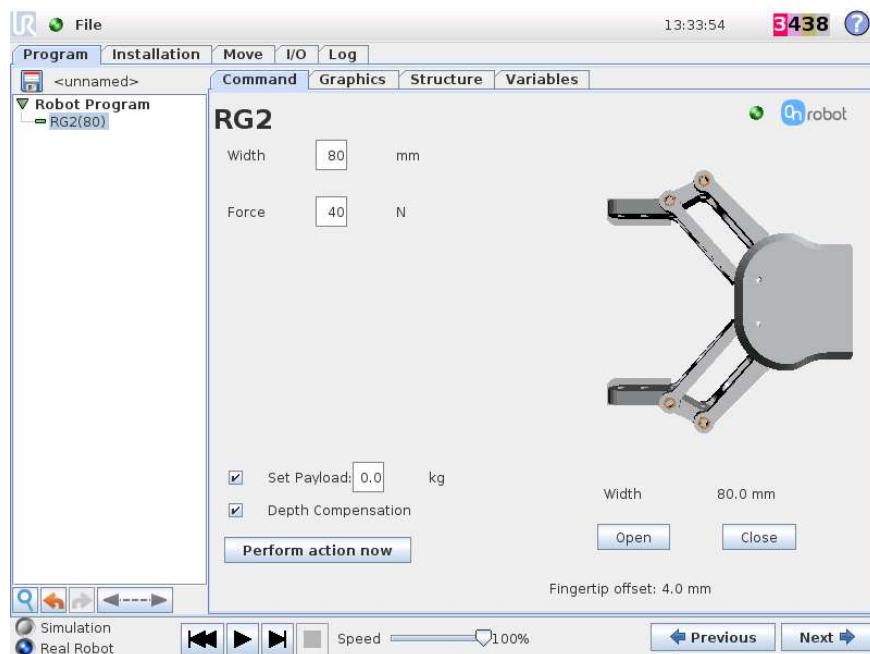 UR File 13:33:54 3438 ?
Program Installation Move I/O Log
<unnamed> Command Graphics Structure Variables
Robot Program
RG2(80)
RG2
On robot
Width 80 mm
Force 40 N
Set Payload: 0.0 kg
Depth Compensation
Perform action now
Width 80.0 mm
Open Close
Fingertip offset: 4.0 mm
Simulation
Real Robot
Speed 100%
Previous Next